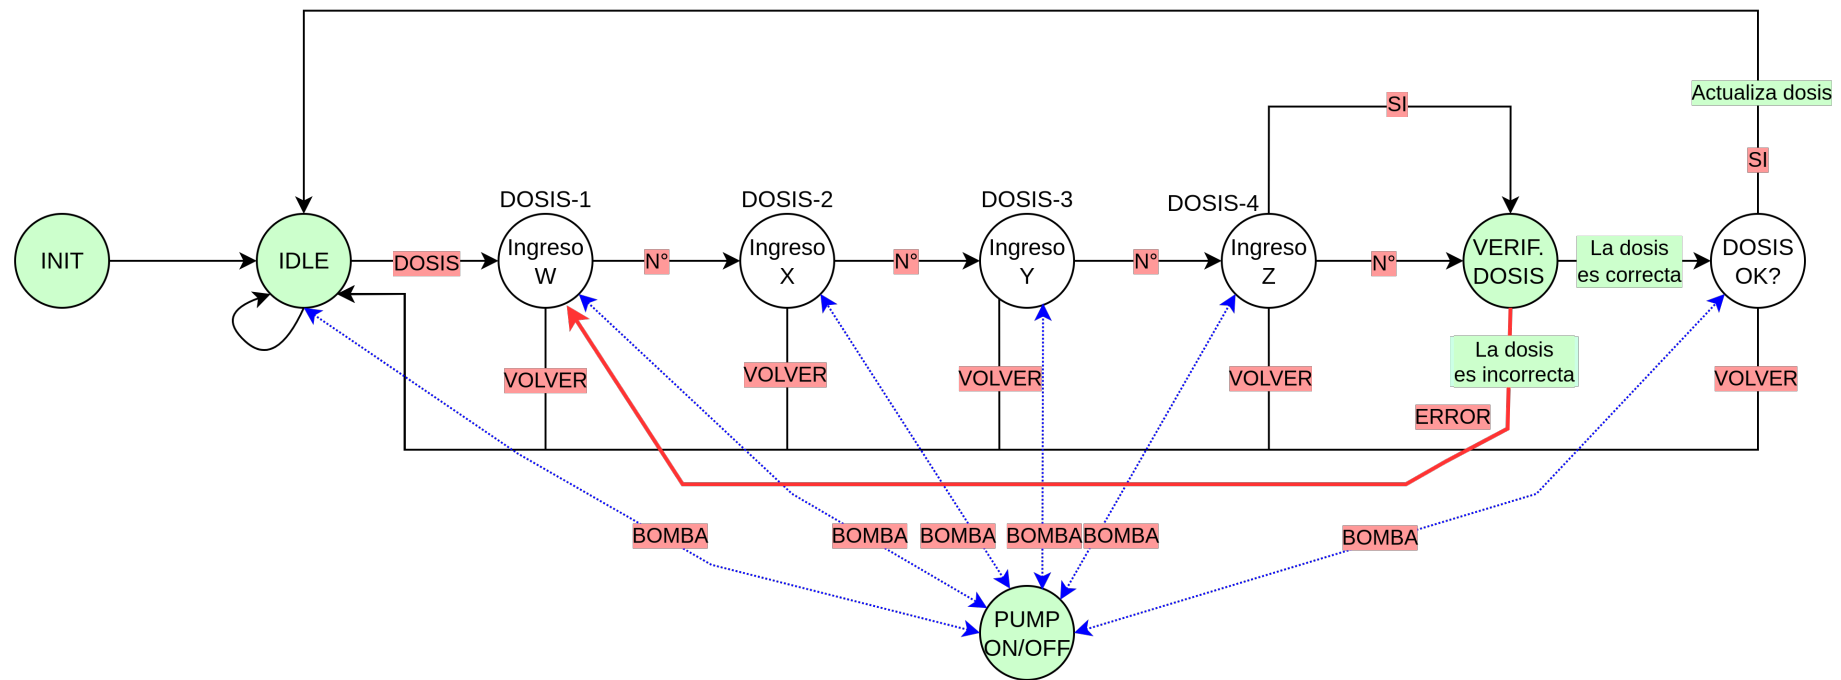 Actualiza dosis
SI
SI
DOSIS-1
DOSIS-2
DOSIS-3
DOSIS-4
INIT
IDLE
DOSIS
Ingreso
W
N°
Ingreso
X
N°
Ingreso
Y
N°
Ingreso
Z
N°
VERIF.
DOSIS
La dosis
es correcta
DOSIS
OK?
La dosis
es incorrecta
VOLVER
VOLVER
VOLVER
VOLVER
VOLVER
ERROR
BOMBA
BOMBA
BOMBA
BOMBA
BOMBA
BOMBA
PUMP
ON/OFF